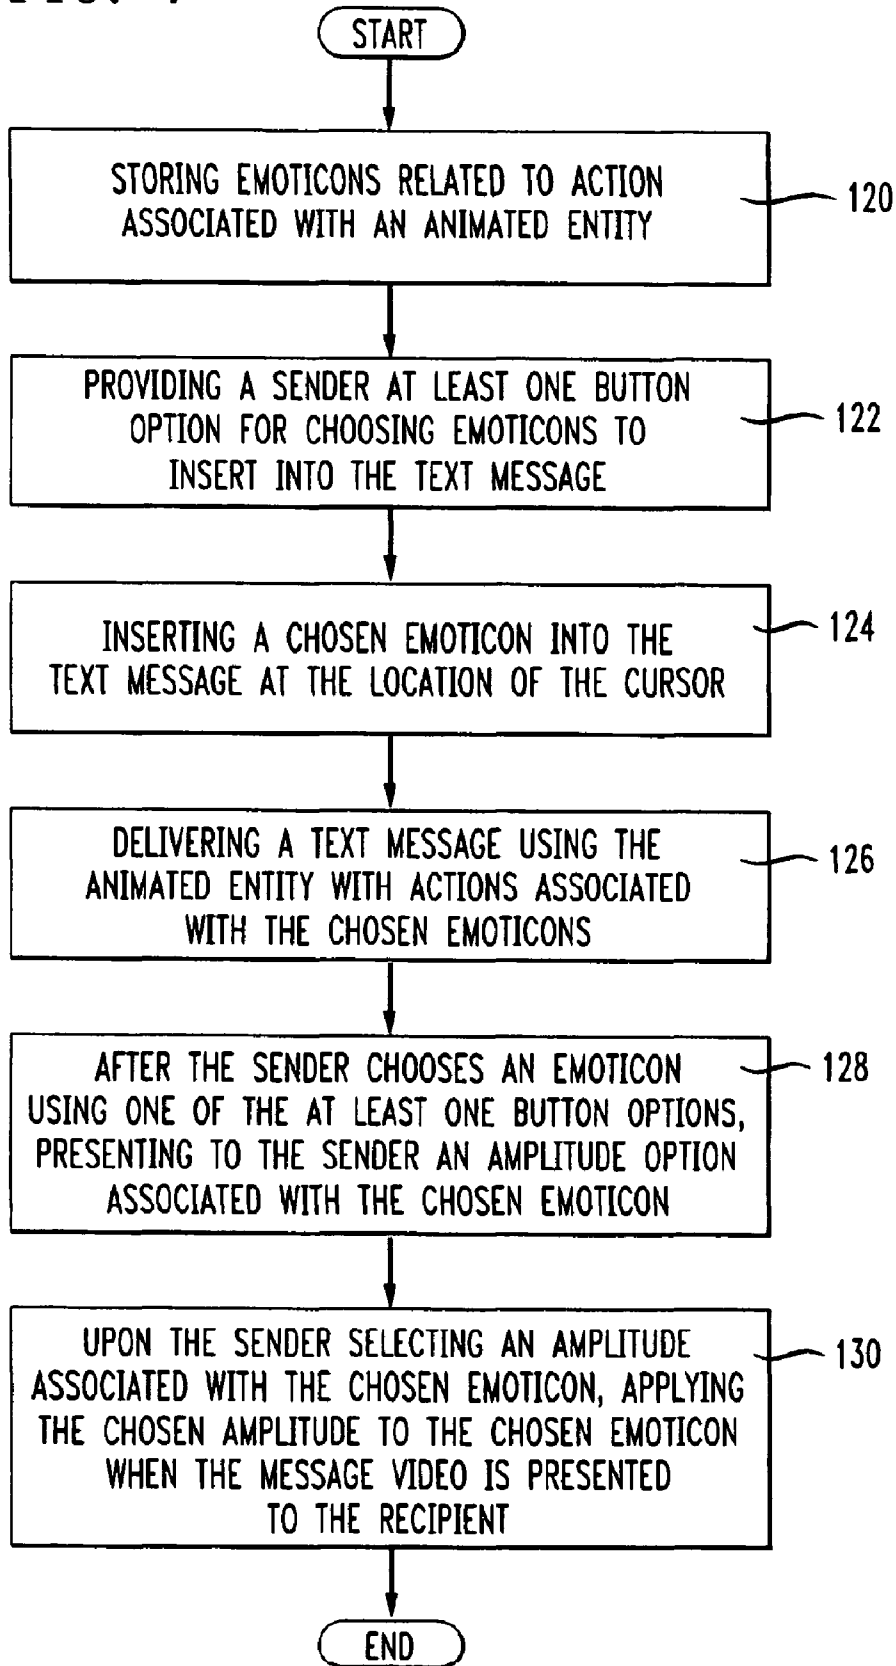 START
STORING EMOTICONS RELATED TO ACTION
ASSOCIATED WITH AN ANIMATED ENTITY
120
PROVIDING A SENDER AT LEAST ONE BUTTON
OPTION FOR CHOOSING EMOTICONS TO
INSERT INTO THE TEXT MESSAGE
122
INSERTING A CHOSEN EMOTICON INTO THE
TEXT MESSAGE AT THE LOCATION OF THE CURSOR
124
DELIVERING A TEXT MESSAGE USING THE
ANIMATED ENTITY WITH ACTIONS ASSOCIATED
WITH THE CHOSEN EMOTICONS
126
AFTER THE SENDER CHOOSES AN EMOTICON
USING ONE OF THE AT LEAST ONE BUTTON OPTIONS,
PRESENTING TO THE SENDER AN AMPLITUDE OPTION
ASSOCIATED WITH THE CHOSEN EMOTICON
128
UPON THE SENDER SELECTING AN AMPLITUDE
ASSOCIATED WITH THE CHOSEN EMOTICON, APPLYING
THE CHOSEN AMPLITUDE TO THE CHOSEN EMOTICON
WHEN THE MESSAGE VIDEO IS PRESENTED
TO THE RECIPIENT
130
END